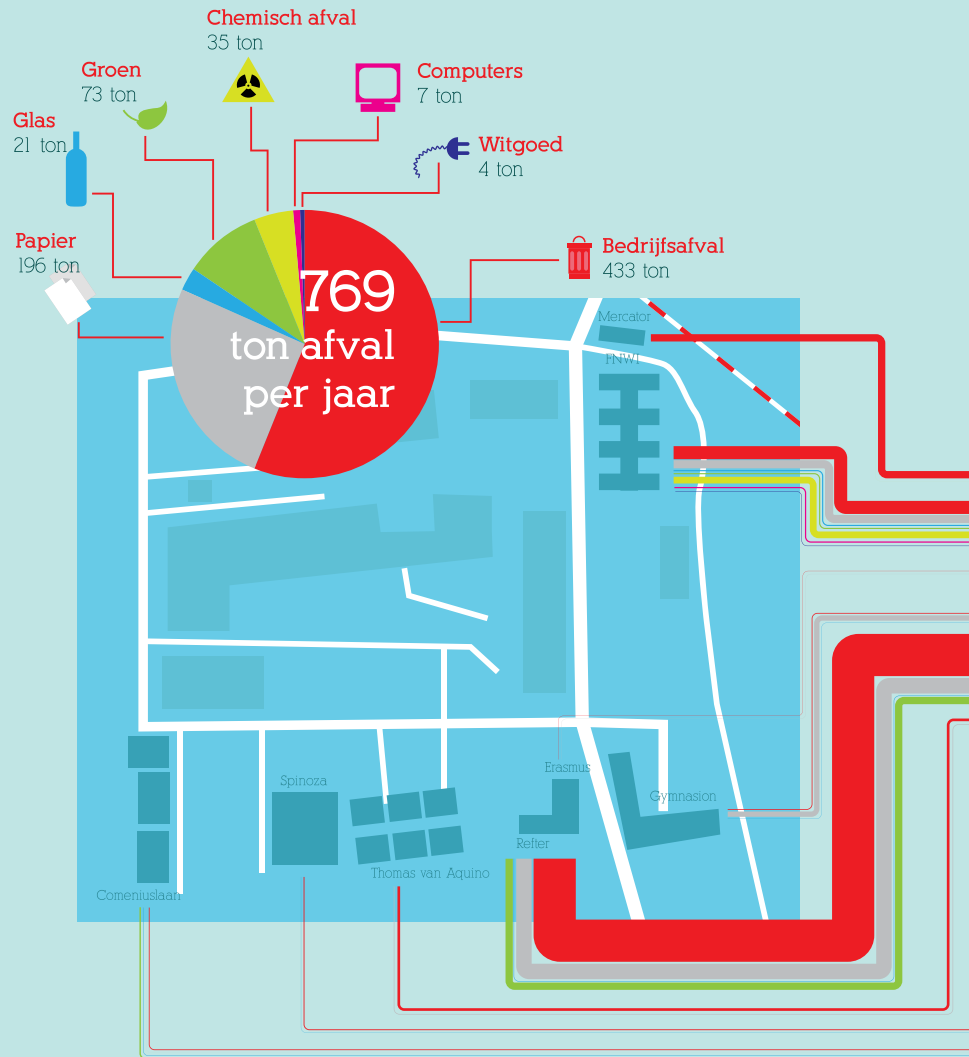 Chemisch afval
35 ton
Groen
73 ton
Computers
7 ton
Glas
21 ton
Witgoed
4 ton
Papier
196 ton
Bedrijfsafval
433 ton
769
ton afval
per jaar
Mercator
FNWI
Erasmus
Spinoza
Gymnasion
Refter
Thomas van Aquino
Comeniuslaan